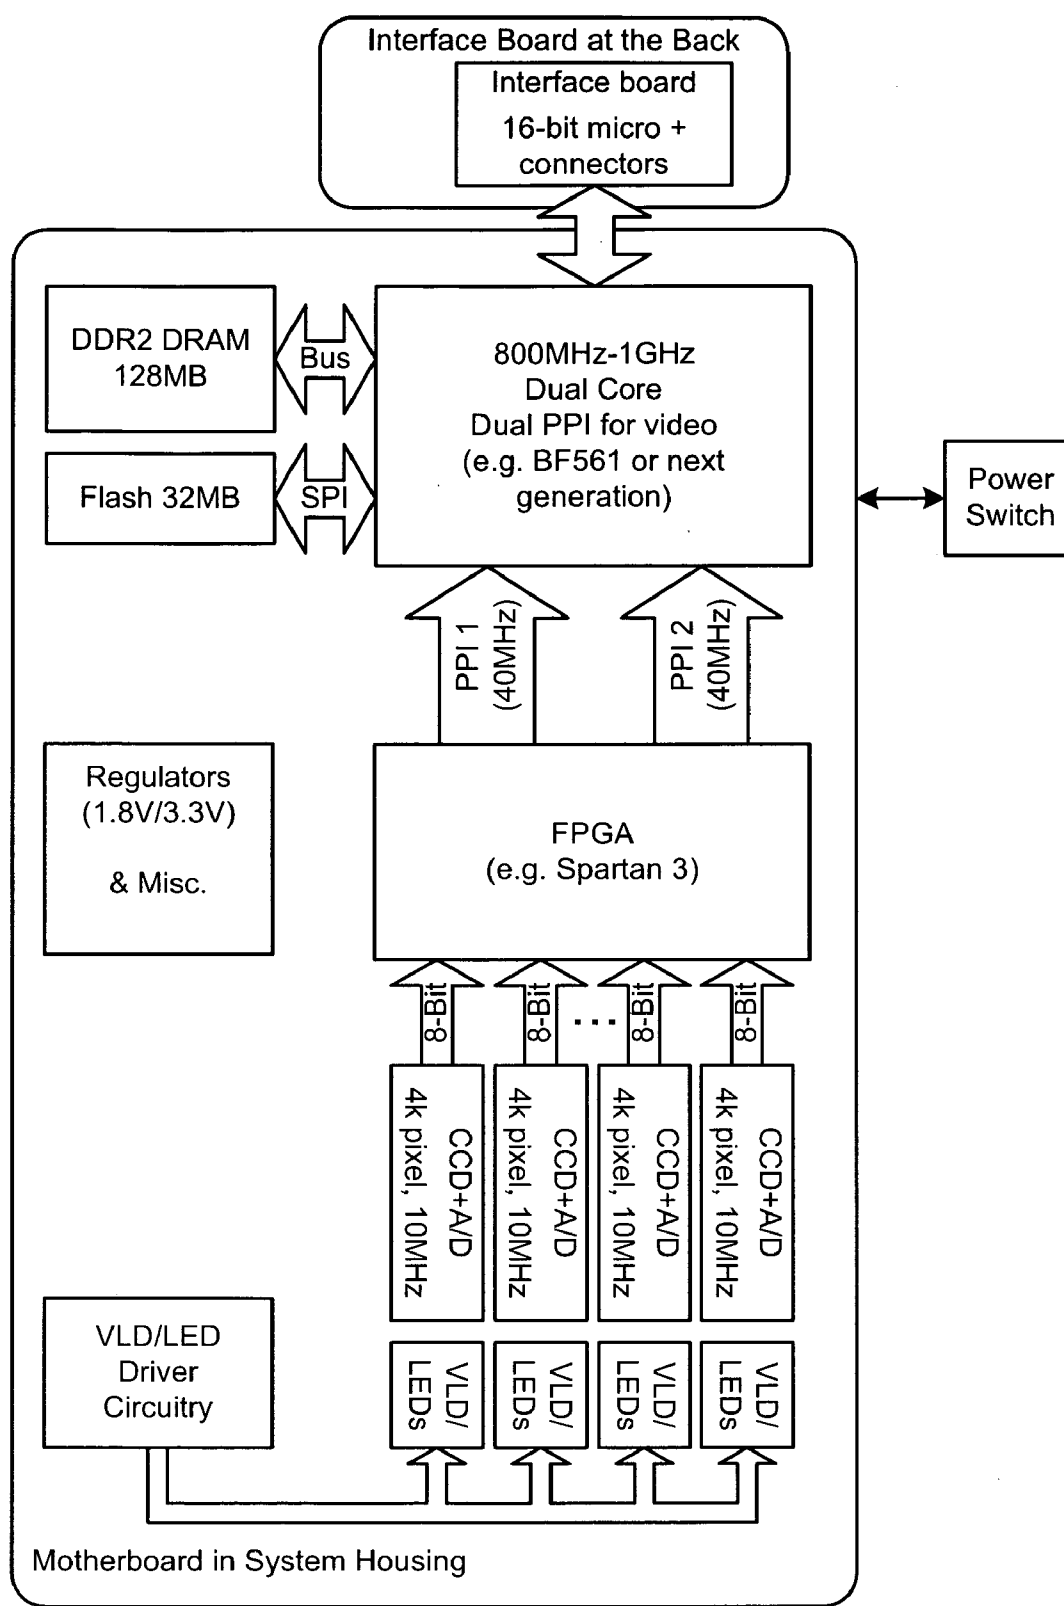 Interface Board at the Back
Interface board
16-bit micro +
connectors
DDR2 DRAM
128MB
Bus
800MHz-1GHz
Dual Core
Dual PPI for video
(e.g. BF561 or next
generation)
Flash 32MB
SPI
Power
Switch
PPI 1
(40MHz)
PPI 2
(40MHz)
Regulators
(1.8V/3.3V)
& Misc.
FPGA
(e.g. Spartan 3)
8-Bit
8-Bit
...
8-Bit
8-Bit
CCD+A/D
4k pixel, 10MHz
CCD+A/D
4k pixel, 10MHz
CCD+A/D
4k pixel, 10MHz
CCD+A/D
4k pixel, 10MHz
VLD/LED
Driver
Circuitry
VLD/
LEDs
VLD/
LEDs
VLD/
LEDs
VLD/
LEDs
Motherboard in System Housing